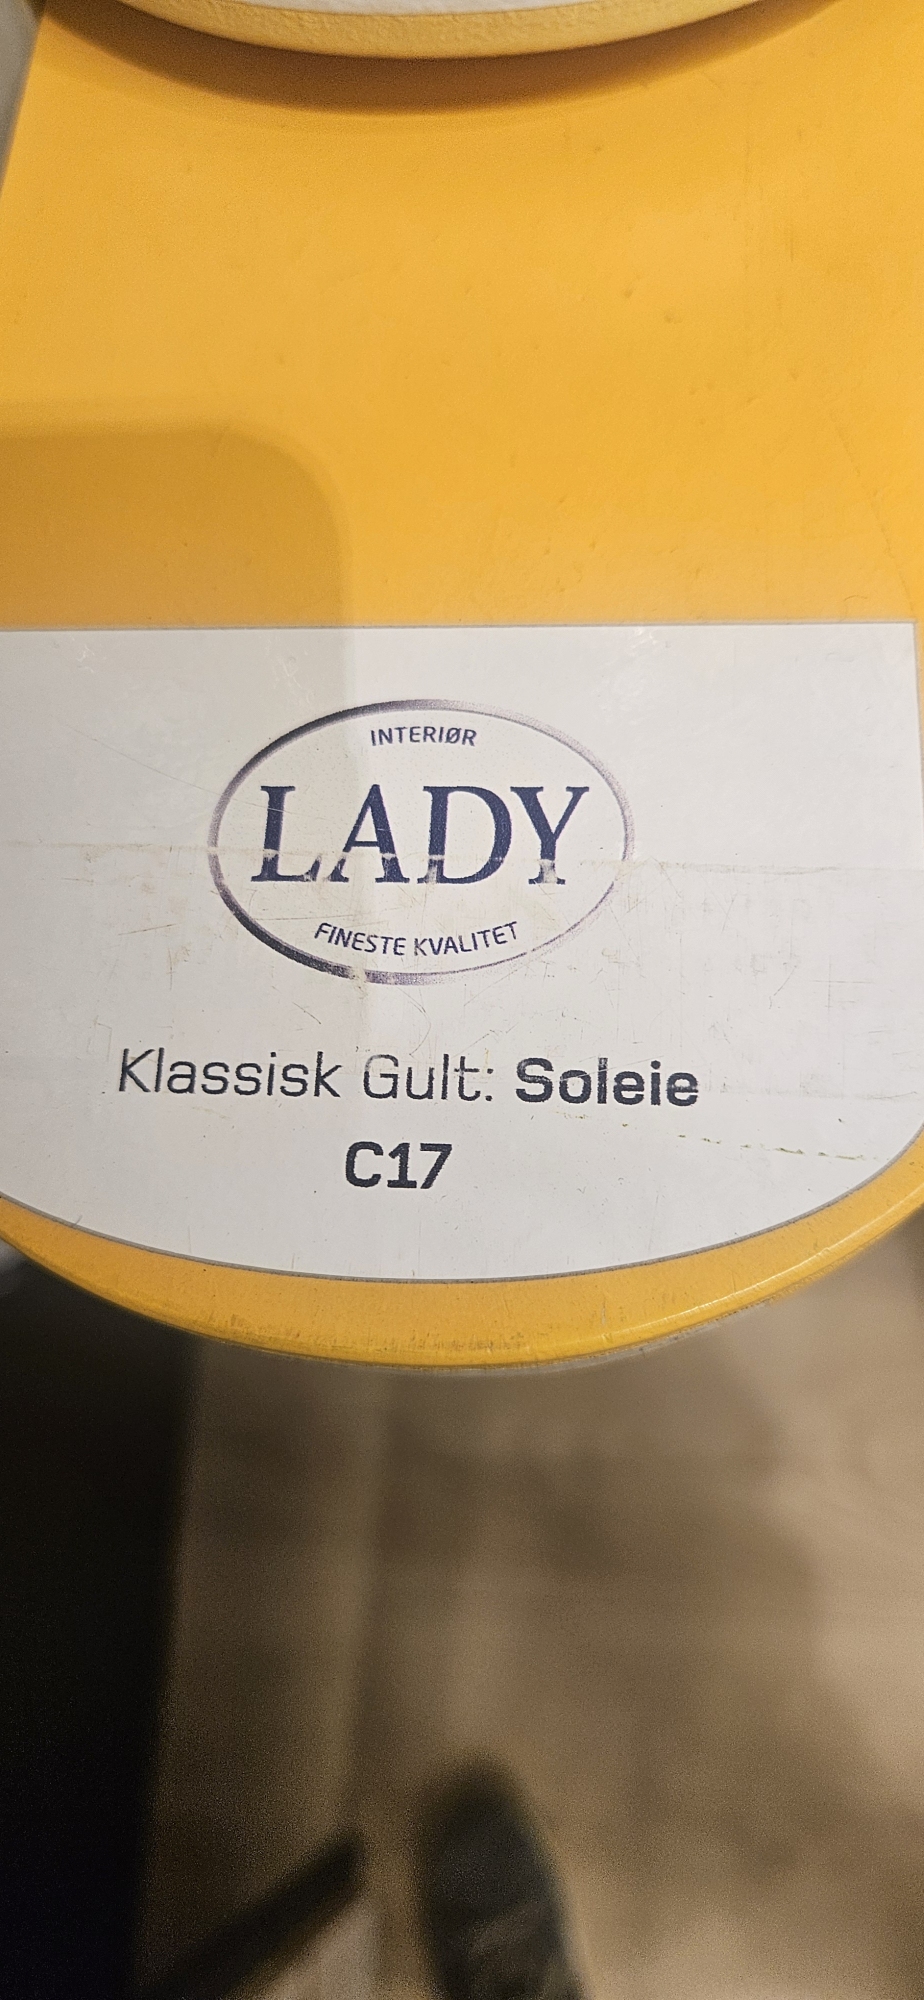 INTERIØR
LADY
FINESTE KVALITET
Klassisk Gult: Soleie
C17